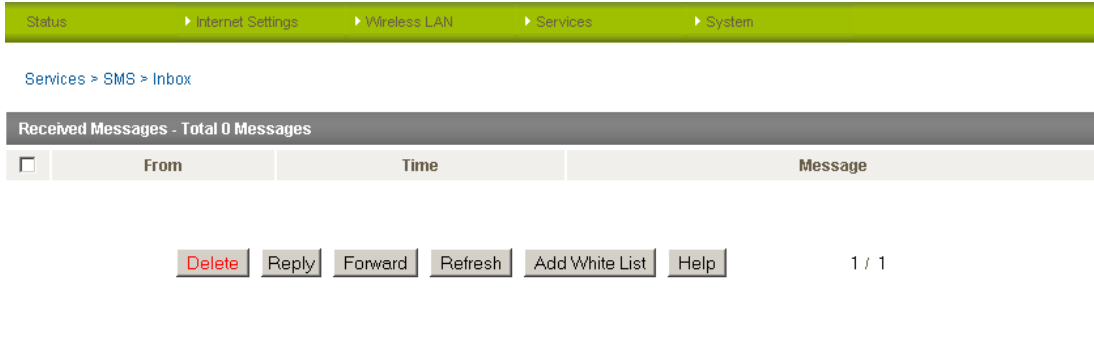 Status Internet Settings Wireless LAN Services System
Services > SMS > Inbox
Received Messages - Total 0 Messages
From Time Message
Delete Reply Forward Refresh Add White List Help 1 / 1